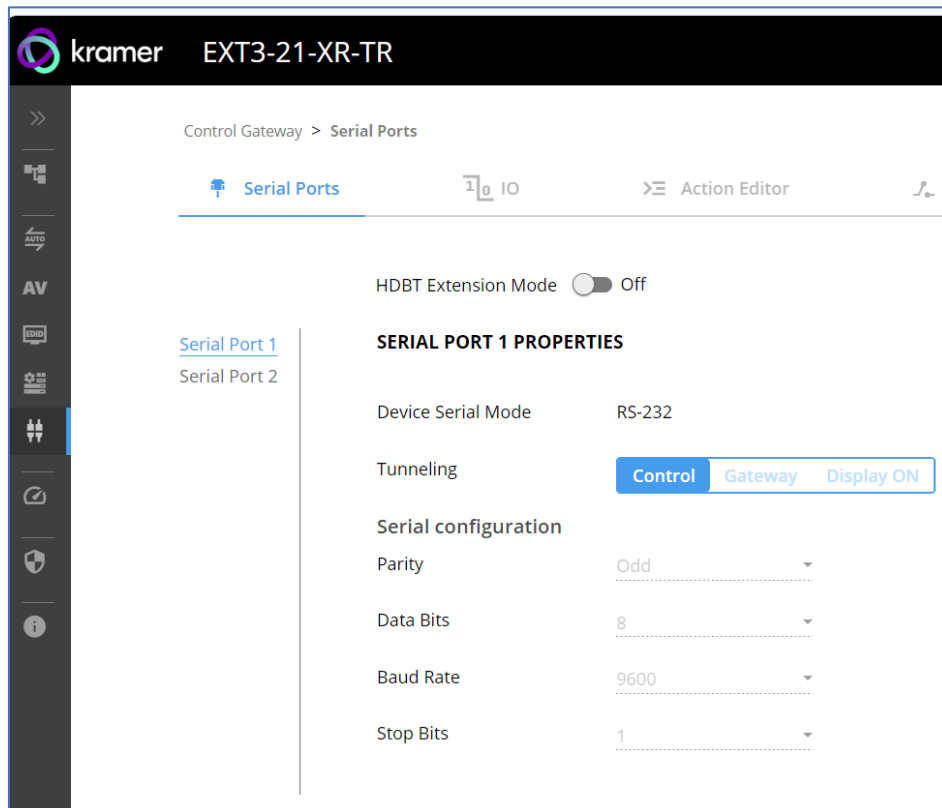 kramer EXT3-21-XR-TR
Control Gateway > Serial Ports
Serial Ports
IO
Action Editor
AUTO
AV
EDID
HDBT Extension Mode Off
Serial Port 1
Serial Port 2
SERIAL PORT 1 PROPERTIES
Device Serial Mode RS-232
Tunneling Control Gateway Display ON
Serial configuration
Parity Odd
Data Bits 8
Baud Rate 9600
Stop Bits 1